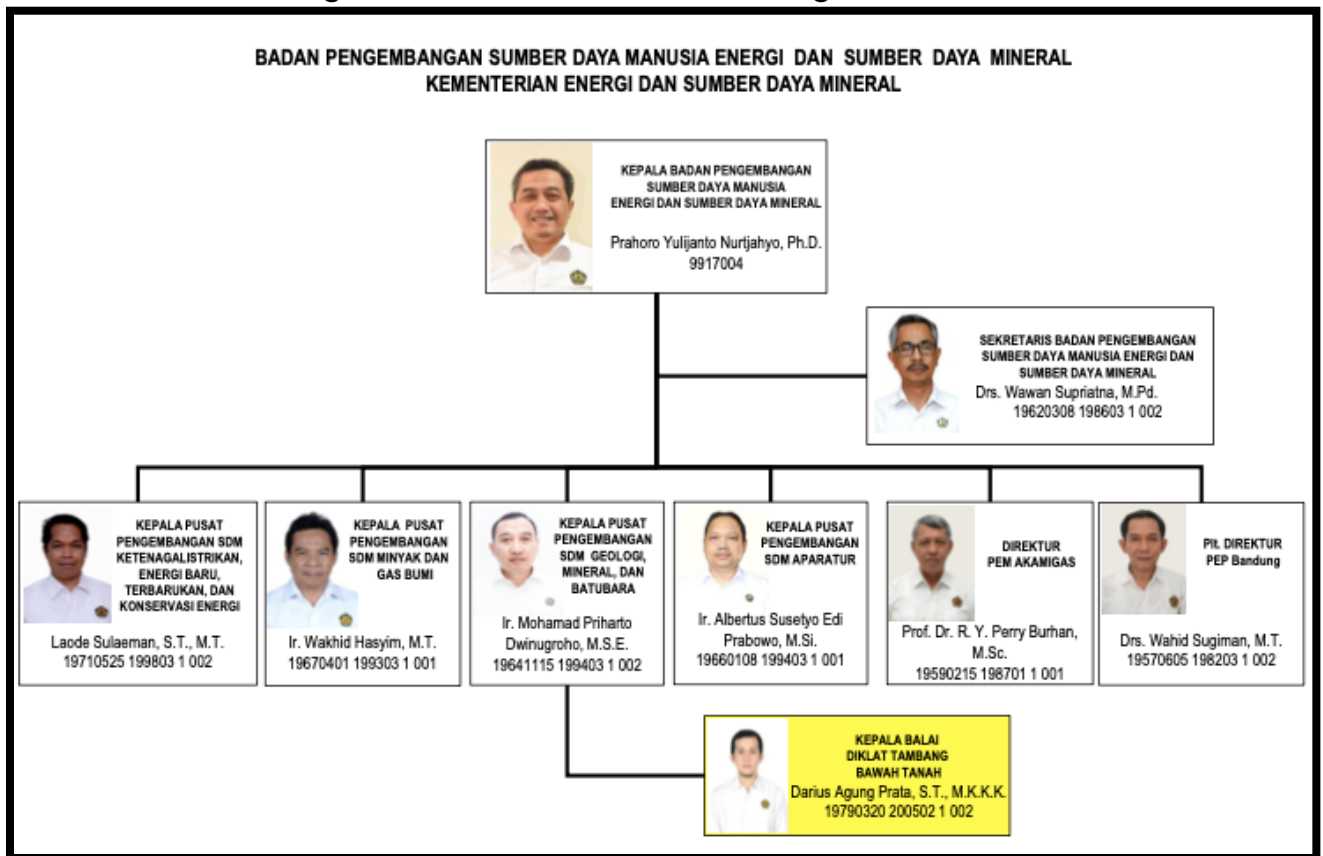 BADAN PENGEMBANGAN SUMBER DAYA MANUSIA ENERGI DAN SUMBER DAYA MINERAL
KEMENTERIAN ENERGI DAN SUMBER DAYA MINERAL
KEPALA BADAN PENGEMBANGAN
SUMBER DAYA MANUSIA
ENERGI DAN SUMBER DAYA MINERAL
Prahoro Yulijanto Nurtjahyo, Ph.D.
9917004
SEKRETARIS BADAN PENGEMBANGAN
SUMBER DAYA MANUSIA ENERGI DAN
SUMBER DAYA MINERAL
Drs. Wawan Supriatna, M.Pd.
19620308 198603 1 002
KEPALA PUSAT
PENGEMBANGAN SDM
KETENAGALISTRIKAN,
ENERGI BARU,
TERBARUKAN, DAN
KONSERVASI ENERGI
Laode Sulaeman, S.T., M.T.
19710525 199803 1 002
KEPALA PUSAT
PENGEMBANGAN
SDM MINYAK DAN
GAS BUMI
Ir. Wakhid Hasyim, M.T.
19670401 199303 1 001
KEPALA PUSAT
PENGEMBANGAN
SDM GEOLOGI,
MINERAL, DAN
BATUBARA
Ir. Mohamad Priharto
Dwinugroho, M.S.E.
19641115 199403 1 002
KEPALA PUSAT
PENGEMBANGAN
SDM APARATUR
Ir. Albertus Susetyo Edi
Prabowo, M.Si.
19660108 199403 1 001
DIREKTUR
PEM AKAMIGAS
Prof. Dr. R. Y. Perry Burhan,
M.Sc.
19590215 198701 1 001
Plt. DIREKTUR
PEP Bandung
Drs. Wahid Sugiman, M.T.
19570605 198203 1 002
KEPALA BALAI
DIKLAT TAMBANG
BAWAH TANAH
Darius Agung Prata, S.T., M.K.K.K.
19790320 200502 1 002